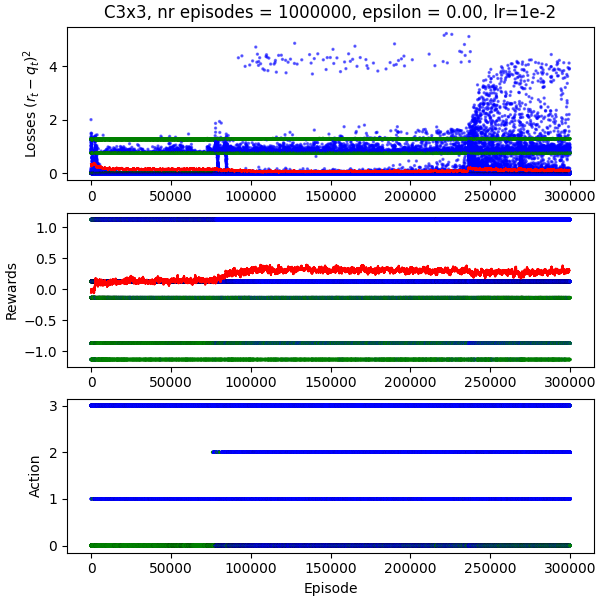 C3x3, nr episodes = 1000000, epsilon = 0.00, lr=1e-2
Losses (r_t − q_t)²
4
2
0
0 50000 100000 150000 200000 250000 300000
Rewards
1.0
0.5
0.0
−0.5
−1.0
0 50000 100000 150000 200000 250000 300000
Action
3
2
1
0
0 50000 100000 150000 200000 250000 300000
Episode